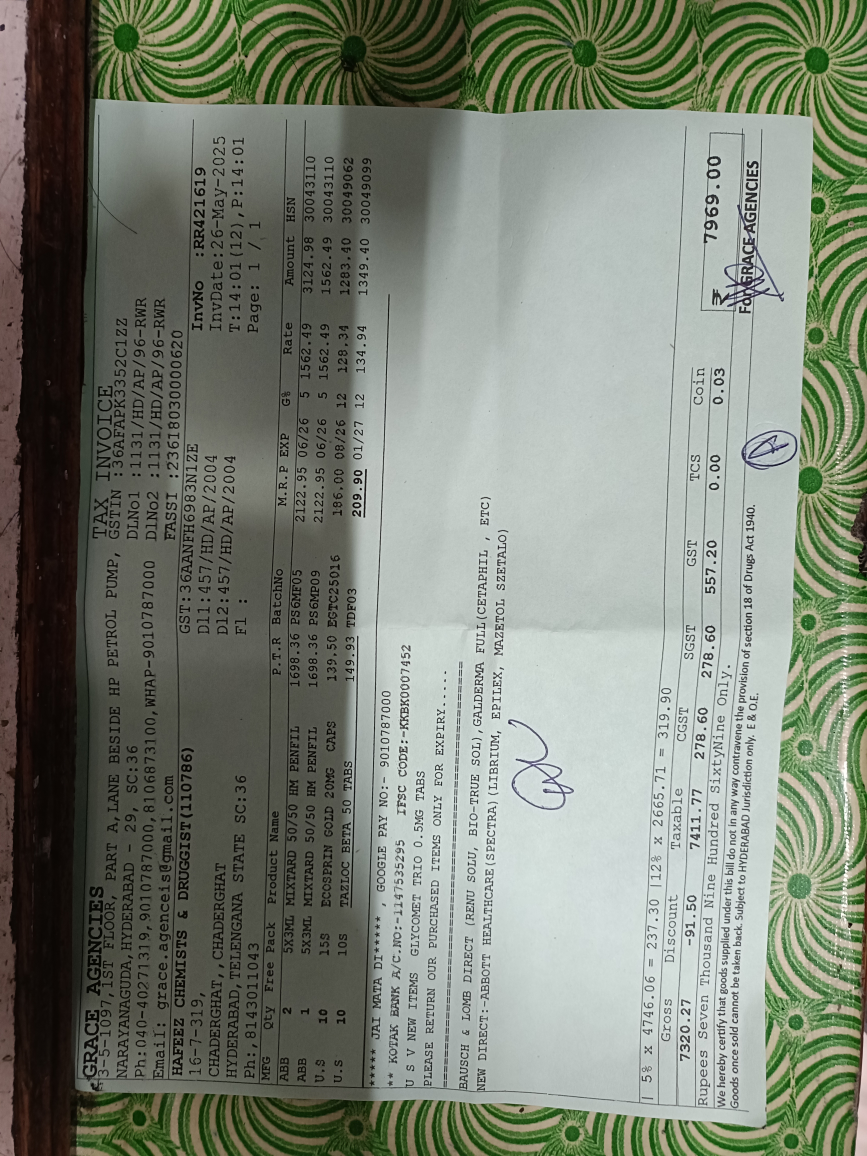 GRACE AGENCIES
3-5-1097,1ST FLOOR, PART A,LANE BESIDE HP PETROL PUMP,
NARAYANAGUDA,HYDERABAD - 29, SC:36
Ph:040-40271319,9010787000,8106873100,WHAP-9010787000
Email: grace.agenceis@gmail.com
TAX INVOICE
GSTIN :36AFAPK3352C1ZZ
DLNo1 :1131/HD/AP/96-RWR
DlNo2 :1131/HD/AP/96-RWR
FASSI :23618030000620
HAFEEZ CHEMISTS & DRUGGIST(110786)
16-7-319,
CHADERGHAT,,CHADERGHAT
HYDERABAD,TELENGANA STATE SC:36
Ph:,8143011043
GST:36AANFH6983N1ZE
D11:457/HD/AP/2004
D12:457/HD/AP/2004
Fl :
InvNo :RR421619
InvDate:26-May-2025
T:14:01(12),P:14:01
Page: 1 / 1
MFG Qty Free Pack Product Name P.T.R BatchNo M.R.P EXP G% Rate Amount HSN
ABB 2 5X3ML MIXTARD 50/50 HM PENFIL 1698.36 PS6MF05 2122.95 06/26 5 1562.49 3124.98 30043110
ABB 1 5X3ML MIXTARD 50/50 HM PENFIL 1698.36 PS6MP09 2122.95 06/26 5 1562.49 1562.49 30043110
U.S 10 15S ECOSPRIN GOLD 20MG CAPS 139.50 EGTC25016 186.00 08/26 12 128.34 1283.40 30049062
U.S 10 10S TAZLOC BETA 50 TABS 149.93 TDF03 209.90 01/27 12 134.94 1349.40 30049099
***** JAI MATA DI***** , GOOGLE PAY NO:- 9010787000
** KOTAK BANK A/C.NO:-1147535295 IFSC CODE:-KKBK0007452
U S V NEW ITEMS GLYCOMET TRIO 0.5MG TABS
PLEASE RETURN OUR PURCHASED ITEMS ONLY FOR EXPIRY.....
BAUSCH & LOMB DIRECT (RENU SOLU, BIO-TRUE SOL),GALDERMA FULL(CETAPHIL , ETC)
NEW DIRECT:-ABBOTT HEALTHCARE(SPECTRA)(LIBRIUM, EPILEX, MAZETOL SZETALO)
| 5% x 4746.06 = 237.30 |12% x 2665.71 = 319.90
Gross Discount Taxable CGST SGST GST TCS Coin
7320.27 -91.50 7411.77 278.60 278.60 557.20 0.00 0.03
₹ 7969.00
Rupees Seven Thousand Nine Hundred SixtyNine Only.
We hereby certify that goods supplied under this bill do not in any way contravene the provision of section 18 of Drugs Act 1940.
Goods once sold cannot be taken back. Subject to HYDERABAD Jurisdiction only. E & O.E.
For GRACE AGENCIES